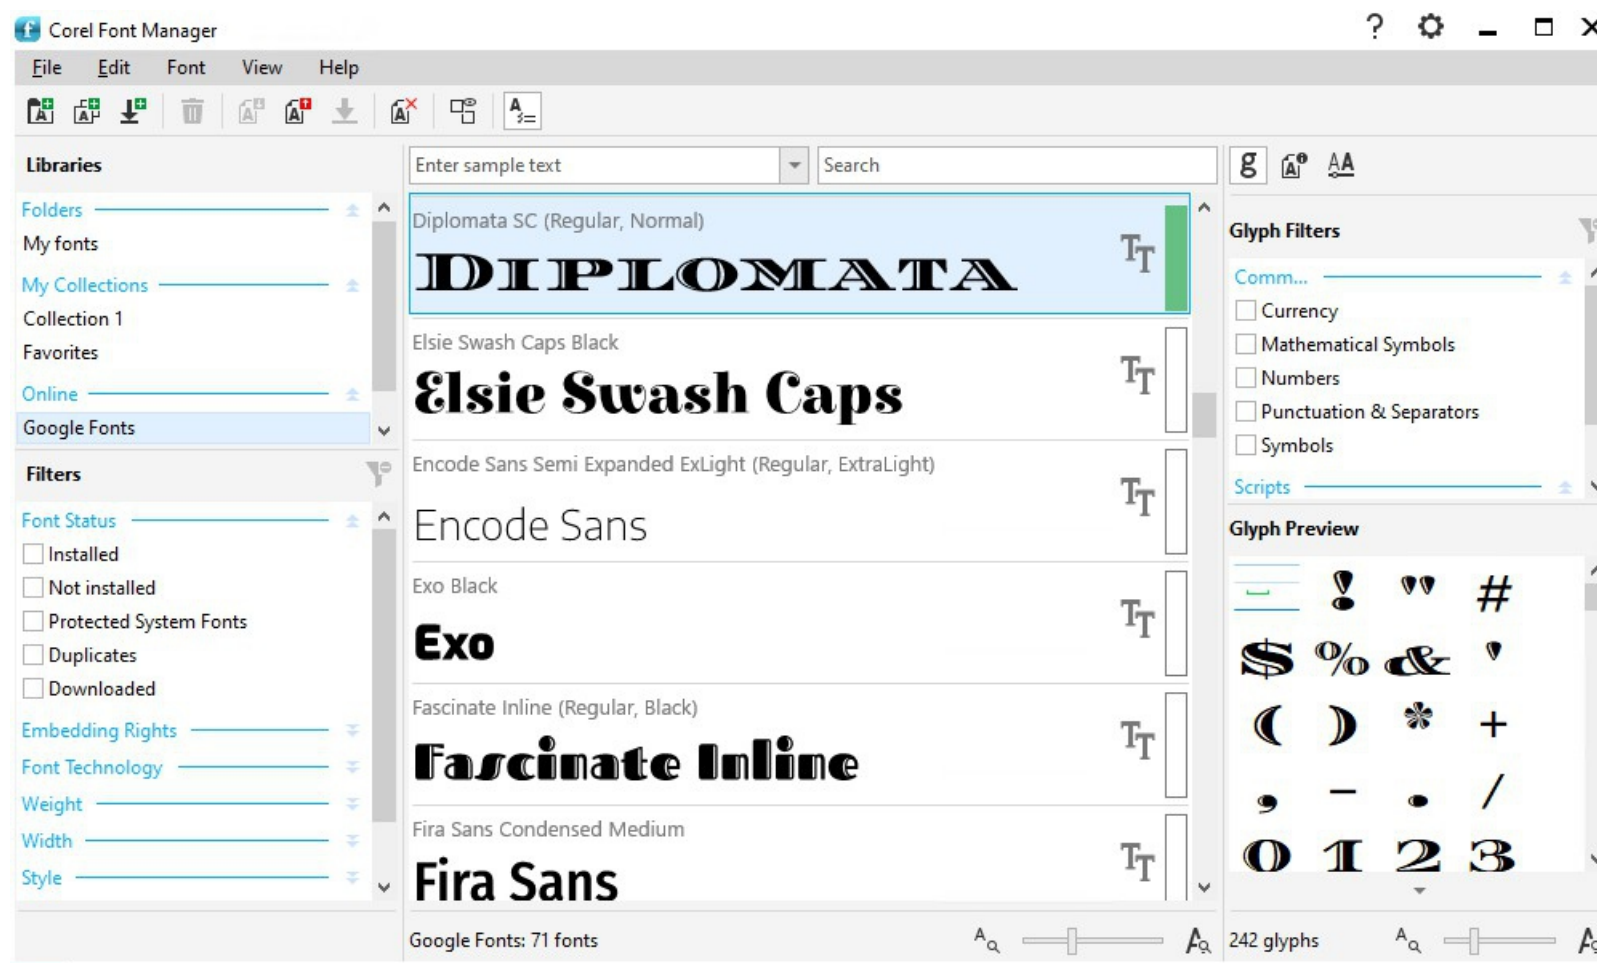 Corel Font Manager
File Edit Font View Help
Libraries
Folders
My fonts
My Collections
Collection 1
Favorites
Online
Google Fonts
Filters
Font Status
Installed
Not installed
Protected System Fonts
Duplicates
Downloaded
Embedding Rights
Font Technology
Weight
Width
Style
Enter sample text
Search
Diplomata SC (Regular, Normal)
DIPLOMATA
Elsie Swash Caps Black
Elsie Swash Caps
Encode Sans Semi Expanded ExLight (Regular, ExtraLight)
Encode Sans
Exo Black
Exo
Fascinate Inline (Regular, Black)
Fascinate Inline
Fira Sans Condensed Medium
Fira Sans
Google Fonts: 71 fonts
Glyph Filters
Comm...
Currency
Mathematical Symbols
Numbers
Punctuation & Separators
Symbols
Scripts
Glyph Preview
! " #
$ % & '
( ) * +
, - . /
0 1 2 3
242 glyphs